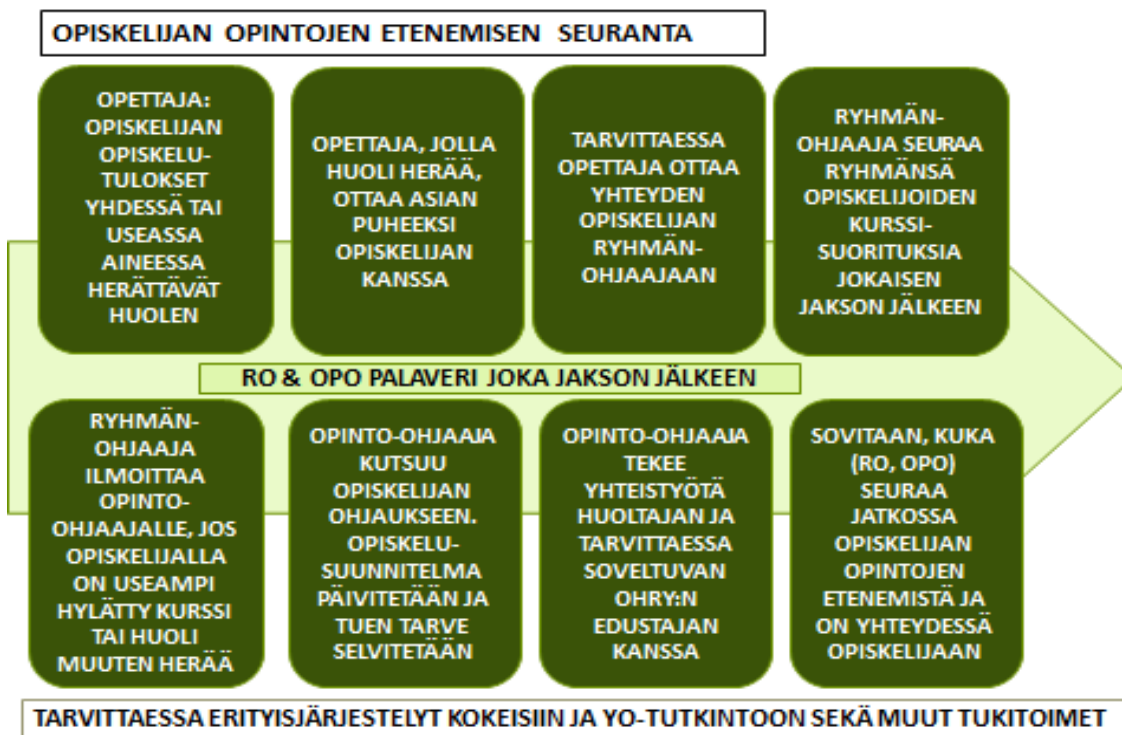 OPISKELIJAN OPINTOJEN ETENEMISEN SEURANTA
OPETTAJA:
OPISKELIJAN
OPISKELU-
TULOKSET
YHDESSÄ TAI
USEASSA
AINEESSA
HERÄTTÄVÄT
HUOLEN
OPETTAJA, JOLLA
HUOLI HERÄÄ,
OTTAA ASIAN
PUHEEKSI
OPISKELIJAN
KANSSA
TARVITTAESSA
OPETTAJA OTTAA
YHTEYDEN
OPISKELIJAN
RYHMÄN-
OHJAAJAAN
RYHMÄN-
OHJAAJA SEURAA
RYHMÄNSÄ
OPISKELIJOIDEN
KURSSI-
SUORITUKSIA
JOKAISEN
JAKSON JÄLKEEN
RO & OPO PALAVERI JOKA JAKSON JÄLKEEN
RYHMÄN-
OHJAAJA
ILMOITTAA
OPINTO-
OHJAAJALLE, JOS
OPISKELIJALLA
ON USEAMPI
HYLÄTTY KURSSI
TAI HUOLI
MUUTEN HERÄÄ
OPINTO-OHJAAJA
KUTSUU
OPISKELIJAN
OHJAUKSEEN.
OPISKELU-
SUUNNITELMA
PÄIVITETÄÄN JA
TUEN TARVE
SELVITETÄÄN
OPINTO-OHJAAJA
TEKEE
YHTEISTYÖTÄ
HUOLTAJAN JA
TARVITTAESSA
SOVELTUVAN
OHRY:N
EDUSTAJAN
KANSSA
SOVITAAN, KUKA
(RO, OPO)
SEURAA
JATKOSSA
OPISKELIJAN
OPINTOJEN
ETENEMISTÄ JA
ON YHTEYDESSÄ
OPISKELIJAAN
TARVITTAESSA ERITYISJÄRJESTELYT KOKEISIIN JA YO-TUTKINTOON SEKÄ MUUT TUKITOIMET